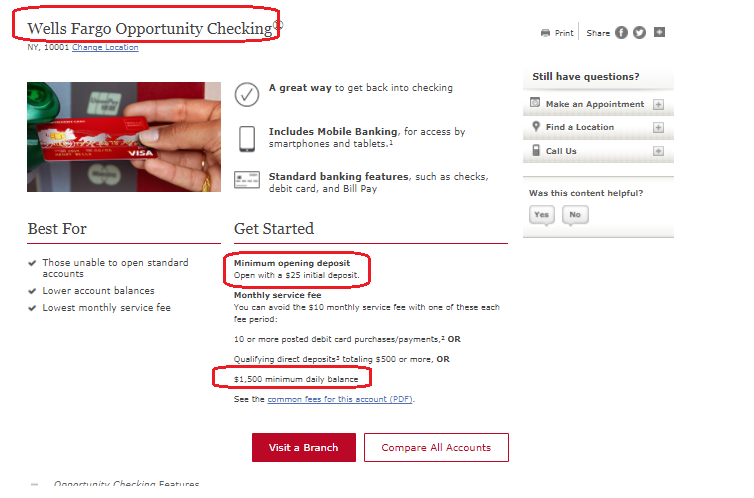 Wells Fargo Opportunity Checking®
NY, 10001 Change Location
Print Share
A great way to get back into checking
Includes Mobile Banking, for access by
smartphones and tablets.1
Standard banking features, such as checks,
debit card, and Bill Pay
VISA
Still have questions?
Make an Appointment
Find a Location
Call Us
Was this content helpful?
Yes No
Best For
Those unable to open standard
accounts
Lower account balances
Lowest monthly service fee
Get Started
Minimum opening deposit
Open with a $25 initial deposit.
Monthly service fee
You can avoid the $10 monthly service fee with one of these each
fee period:
10 or more posted debit card purchases/payments,2 OR
Qualifying direct deposits3 totaling $500 or more, OR
$1,500 minimum daily balance
See the common fees for this account (PDF).
Visit a Branch Compare All Accounts
Opportunity Checking Features